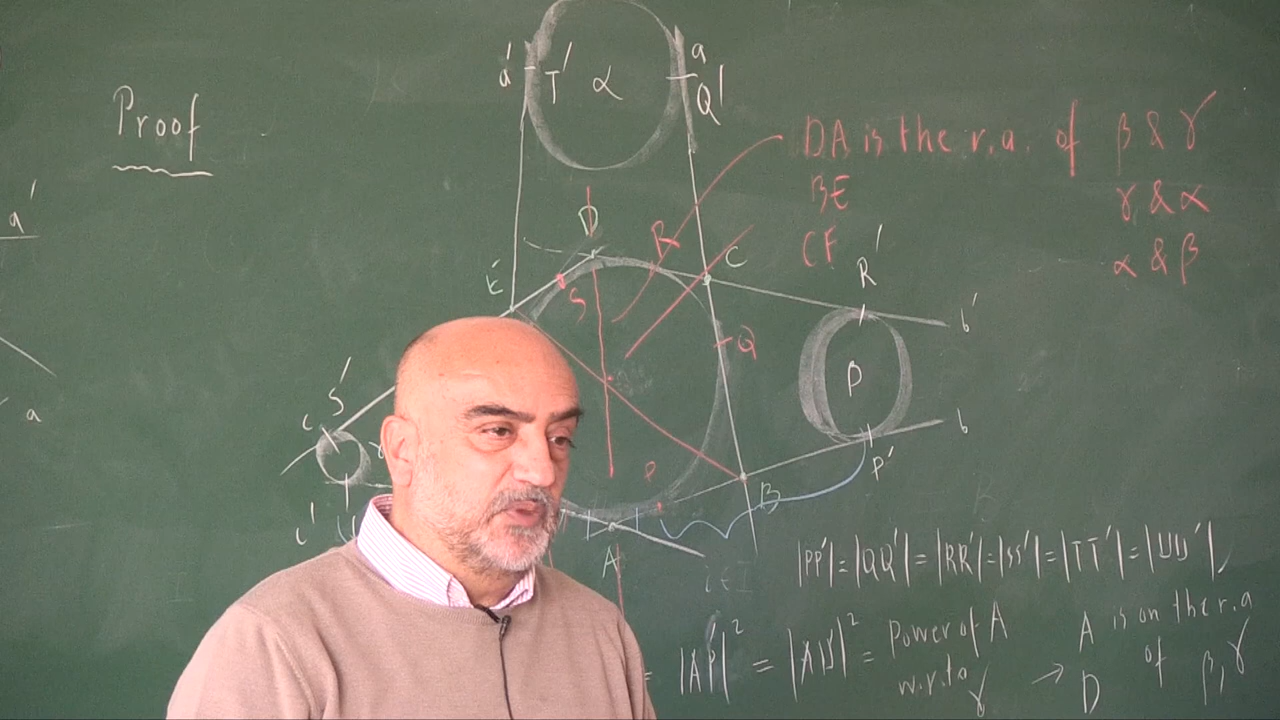 Proof
a'
a
a'
T'
α
a
Q'
DA is the r.a. of β & γ
BE γ & α
CF α & β
D
R
C
R'
E
S
b'
Q
β
S'
c
P
b
P'
B
A
|PP'|=|QQ'|=|RR'|=|SS'|=|TT'|=|UU'|,
= |AP'|² = |AU'|² = Power of A w.r.to γ → A is on the r.a
D of β, γ